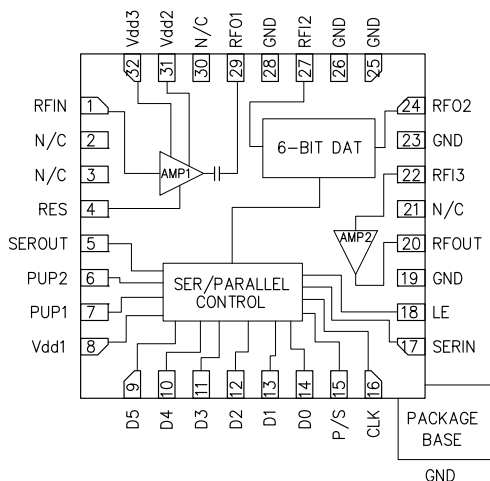 Vdd3
Vdd2
N/C
RFO1
GND
RFI2
GND
GND
32
31
30
29
28
27
26
25
RFIN 1
N/C 2
N/C 3
RES 4
SEROUT 5
PUP2 6
PUP1 7
Vdd1 8
AMP1
6-BIT DAT
AMP2
SER/PARALLEL
CONTROL
24 RFO2
23 GND
22 RFI3
21 N/C
20 RFOUT
19 GND
18 LE
17 SERIN
9
10
11
12
13
14
15
16
D5
D4
D3
D2
D1
D0
P/S
CLK
PACKAGE
BASE
GND